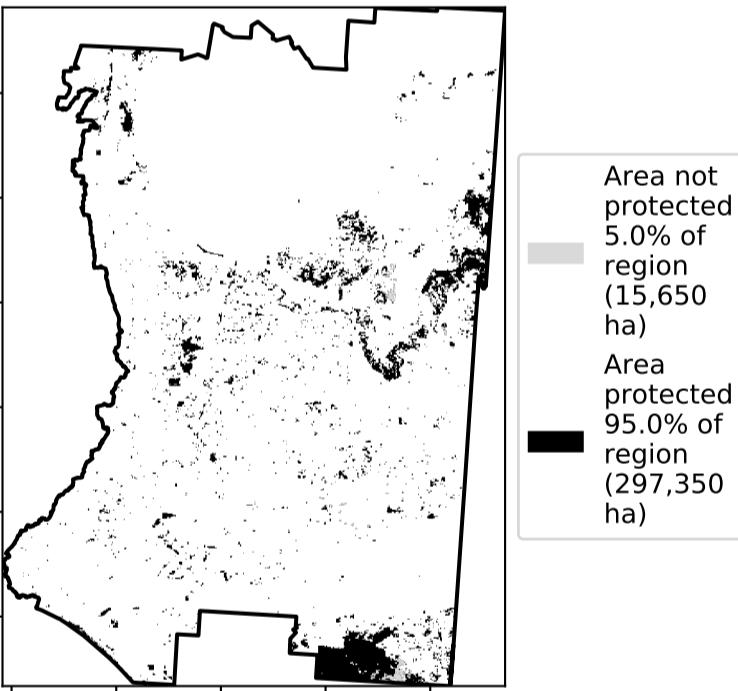 Area not
protected
5.0% of
region
(15,650
ha)
Area
protected
95.0% of
region
(297,350
ha)